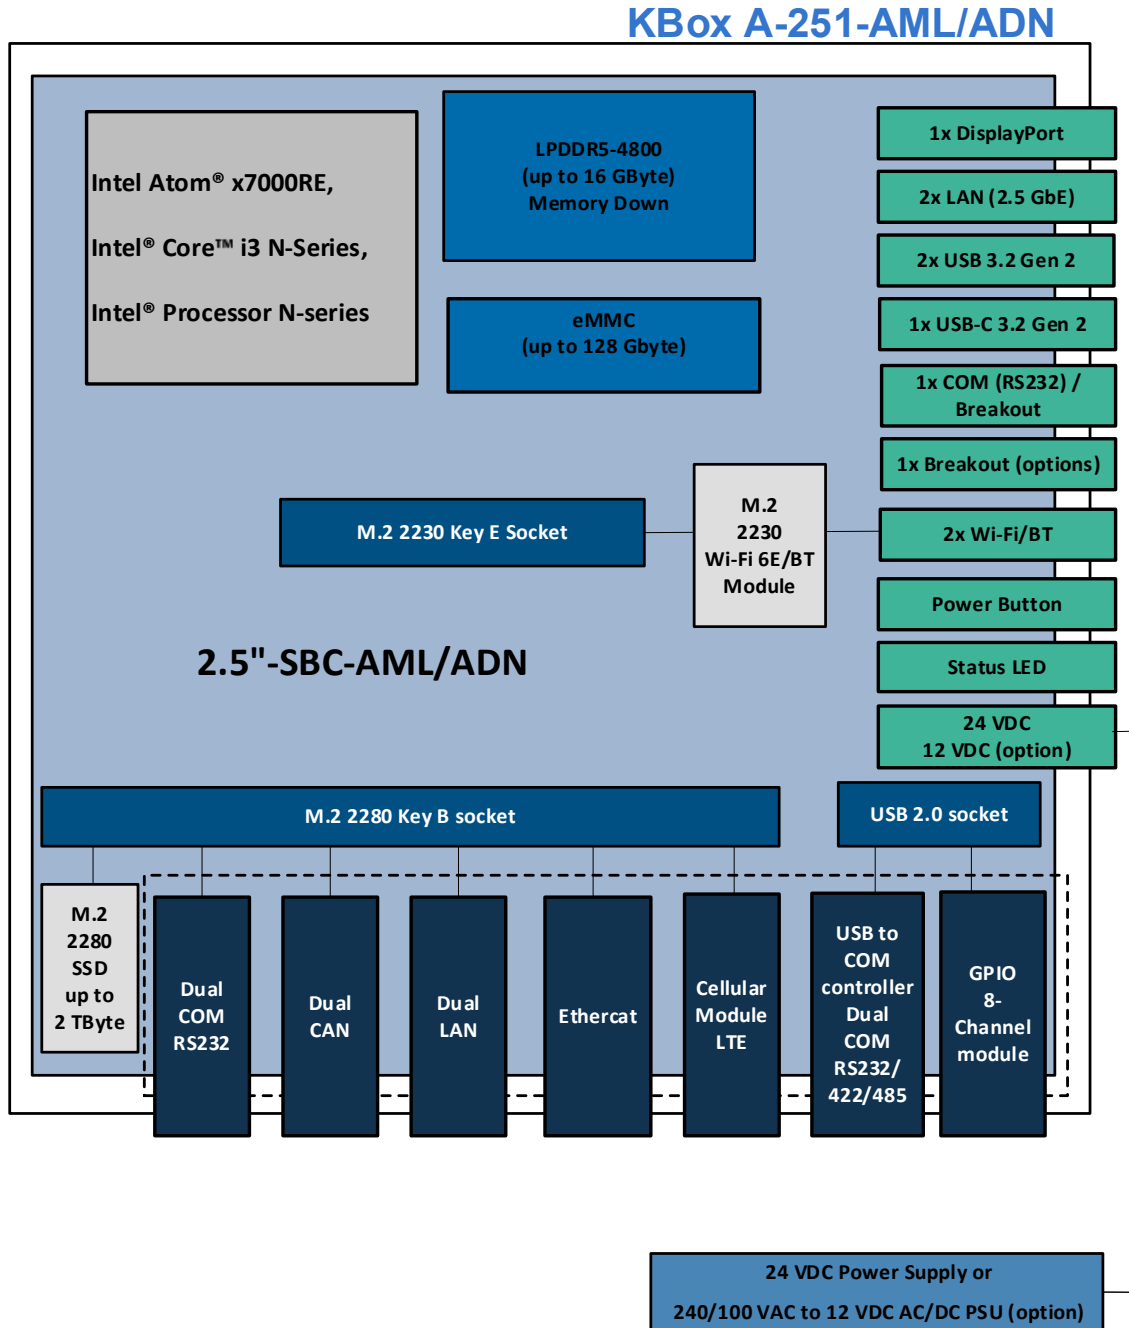 KBox A-251-AML/ADN
Intel Atom® x7000RE,
Intel® Core™ i3 N-Series,
Intel® Processor N-series
LPDDR5-4800
(up to 16 GByte)
Memory Down
eMMC
(up to 128 Gbyte)
1x DisplayPort
2x LAN (2.5 GbE)
2x USB 3.2 Gen 2
1x USB-C 3.2 Gen 2
1x COM (RS232) /
Breakout
1x Breakout (options)
M.2 2230 Key E Socket
M.2
2230
Wi-Fi 6E/BT
Module
2x Wi-Fi/BT
Power Button
Status LED
24 VDC
12 VDC (option)
2.5"-SBC-AML/ADN
M.2 2280 Key B socket
USB 2.0 socket
M.2
2280
SSD
up to
2 TByte
Dual
COM
RS232
Dual
CAN
Dual
LAN
Ethercat
Cellular
Module
LTE
USB to
COM
controller
Dual
COM
RS232/
422/485
GPIO
8-
Channel
module
24 VDC Power Supply or
240/100 VAC to 12 VDC AC/DC PSU (option)